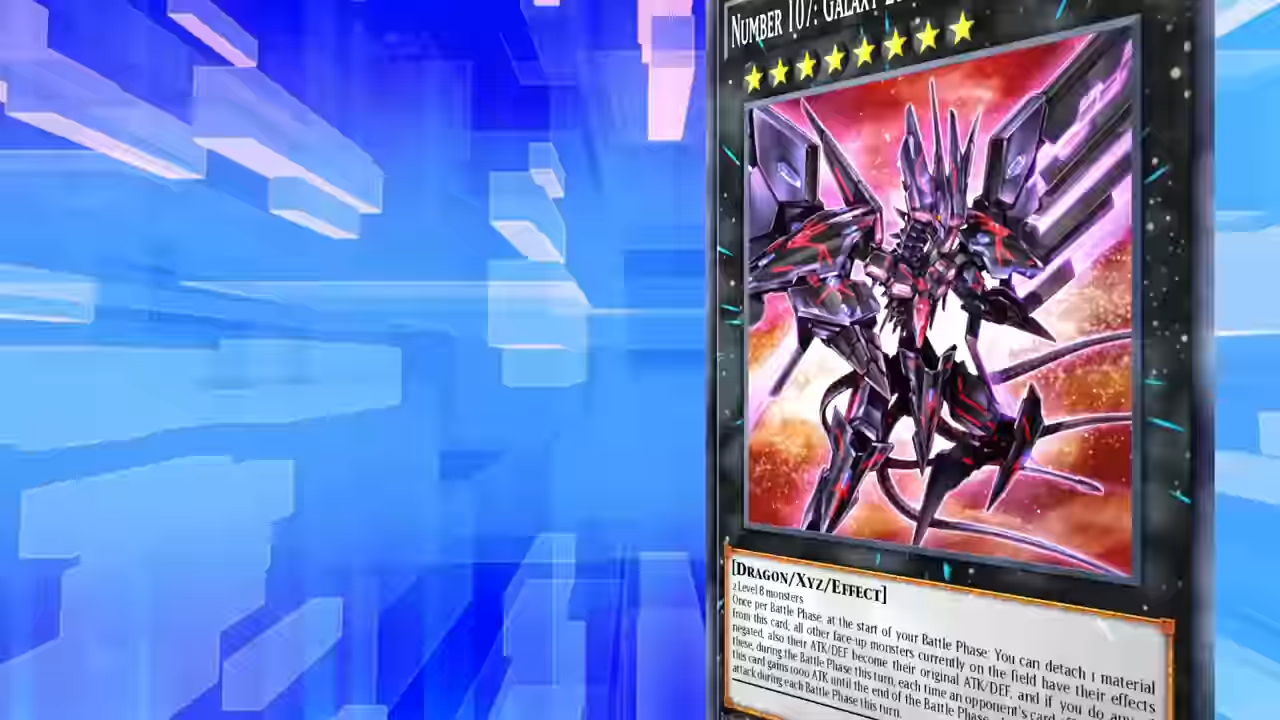 NUMBER 107: GALAXY
[DRAGON/XYZ/EFFECT]
2 Level 8 monsters
Once per Battle Phase, at the start of your Battle Phase: You can detach 1 material
from this card; all other face-up monsters currently on the field have their effects
negated, also their ATK/DEF become their original ATK/DEF, and if you do any
these, during the Battle Phase this turn, each time an opponent's card
this card gains 1000 ATK until the end of the Battle Phase,
attack during each Battle Phase this turn.